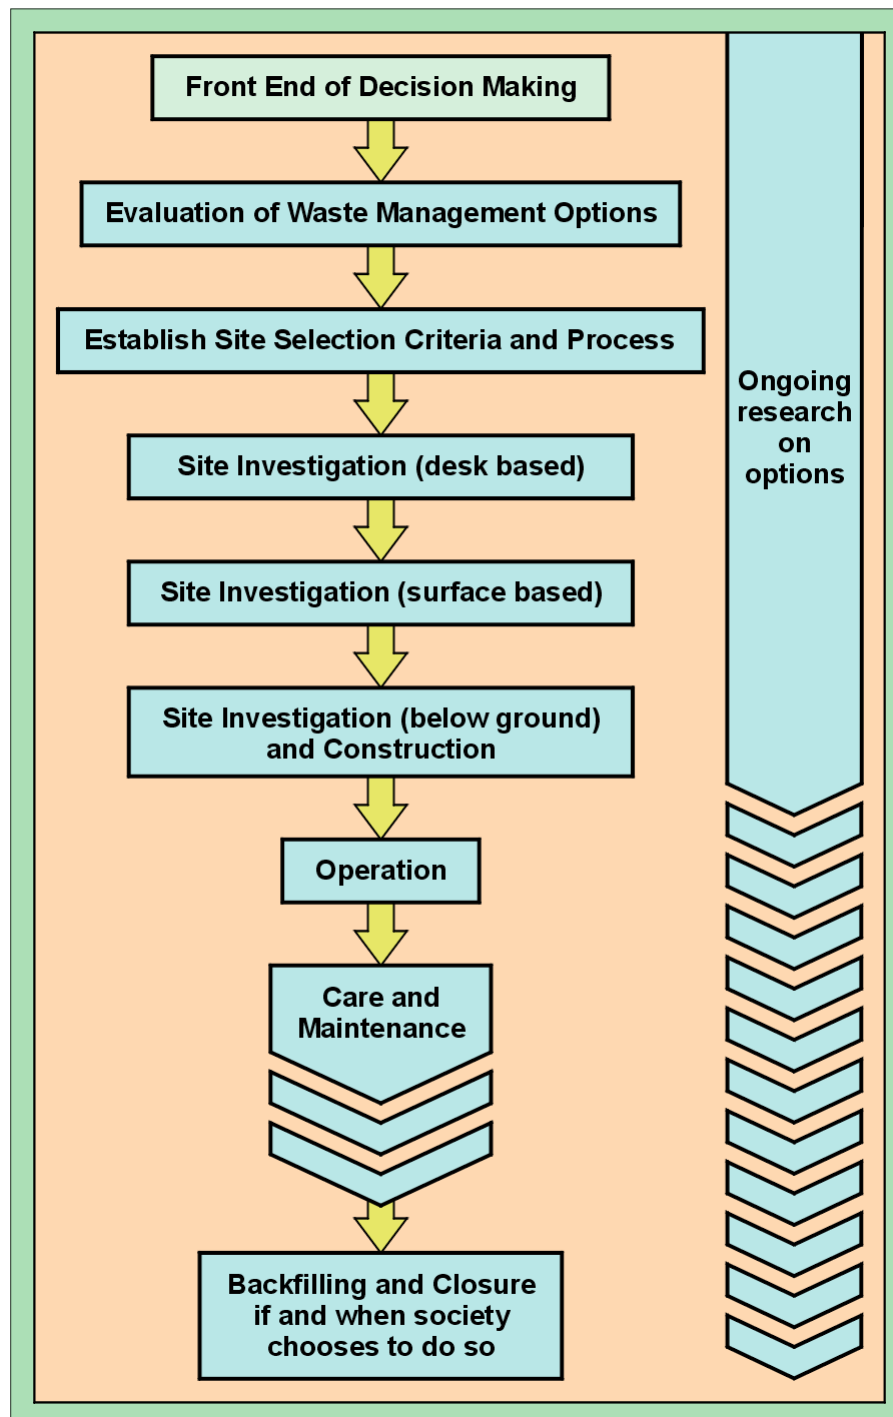 Front End of Decision Making
Evaluation of Waste Management Options
Establish Site Selection Criteria and Process
Site Investigation (desk based)
Site Investigation (surface based)
Site Investigation (below ground)
and Construction
Operation
Care and
Maintenance
Backfilling and Closure
if and when society
chooses to do so
Ongoing
research
on
options